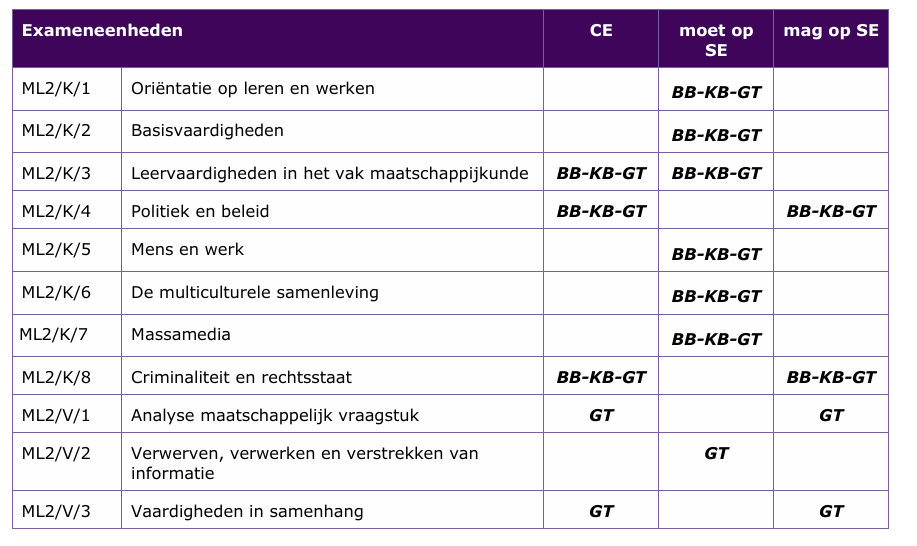 Exameneenheden CE moet op SE mag op SE
ML2/K/1 Oriëntatie op leren en werken BB-KB-GT
ML2/K/2 Basisvaardigheden BB-KB-GT
ML2/K/3 Leervaardigheden in het vak maatschappijkunde BB-KB-GT BB-KB-GT
ML2/K/4 Politiek en beleid BB-KB-GT BB-KB-GT
ML2/K/5 Mens en werk BB-KB-GT
ML2/K/6 De multiculturele samenleving BB-KB-GT
ML2/K/7 Massamedia BB-KB-GT
ML2/K/8 Criminaliteit en rechtsstaat BB-KB-GT BB-KB-GT
ML2/V/1 Analyse maatschappelijk vraagstuk GT GT
ML2/V/2 Verwerven, verwerken en verstrekken van GT
informatie
ML2/V/3 Vaardigheden in samenhang GT GT